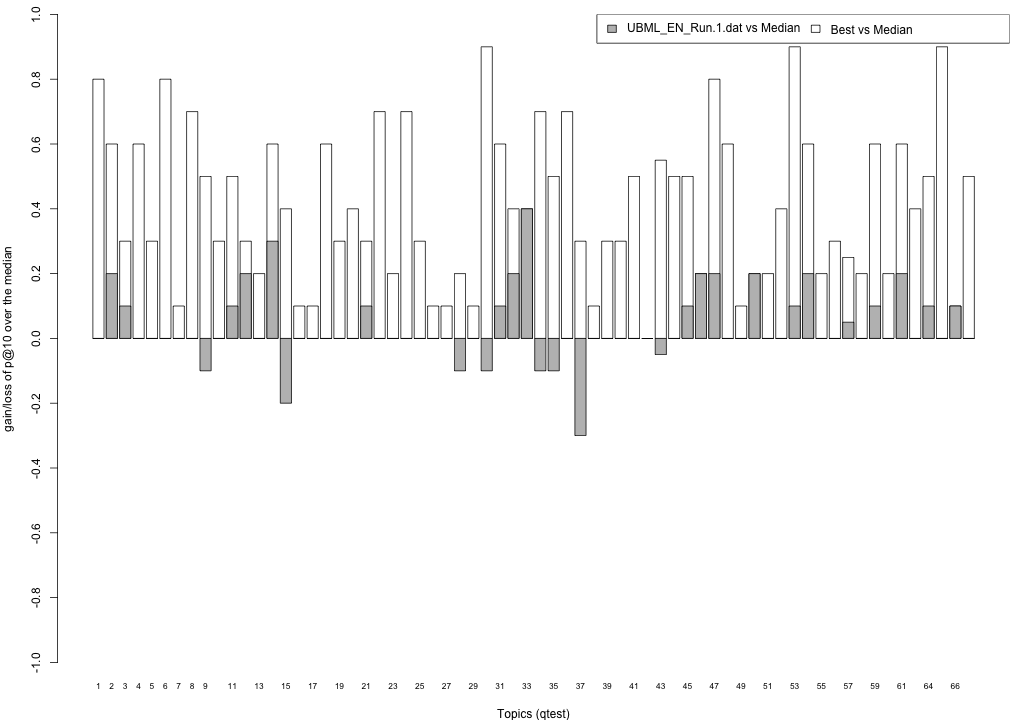 UBML_EN_Run.1.dat vs Median Best vs Median
gain/loss of p@10 over the median
1.0
0.8
0.6
0.4
0.2
0.0
-0.2
-0.4
-0.6
-0.8
-1.0
1 2 3 4 5 6 7 8 9 11 13 15 17 19 21 23 25 27 29 31 33 35 37 39 41 43 45 47 49 51 53 55 57 59 61 64 66
Topics (qtest)